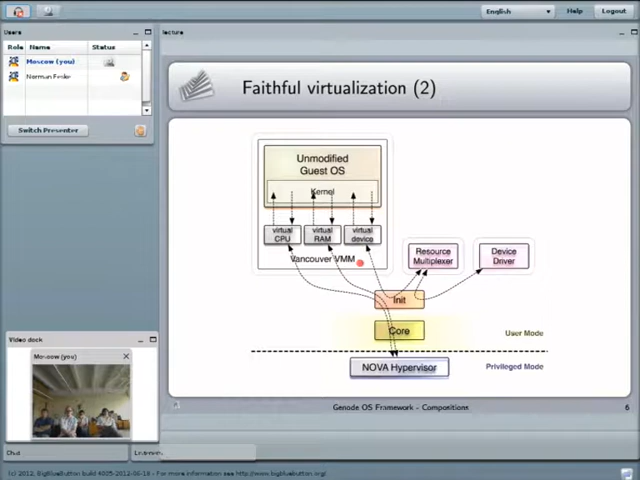 English
Help
Logout
Users
lecture
Role Name Status
Moscow (you)
Norman Feske
Switch Presenter
Faithful virtualization (2)
Unmodified
Guest OS
Kernel
virtual
CPU
virtual
RAM
virtual
device
Vancouver VMM
Resource
Multiplexer
Device
Driver
Init
Core
User Mode
NOVA Hypervisor
Privileged Mode
Genode OS Framework - Compositions
6
Video dock
Moscow (you)
Chat
Listeners
(c) 2012, BigBlueButton build 4025-2012-06-18 - For more information see http://www.bigbluebutton.org/.